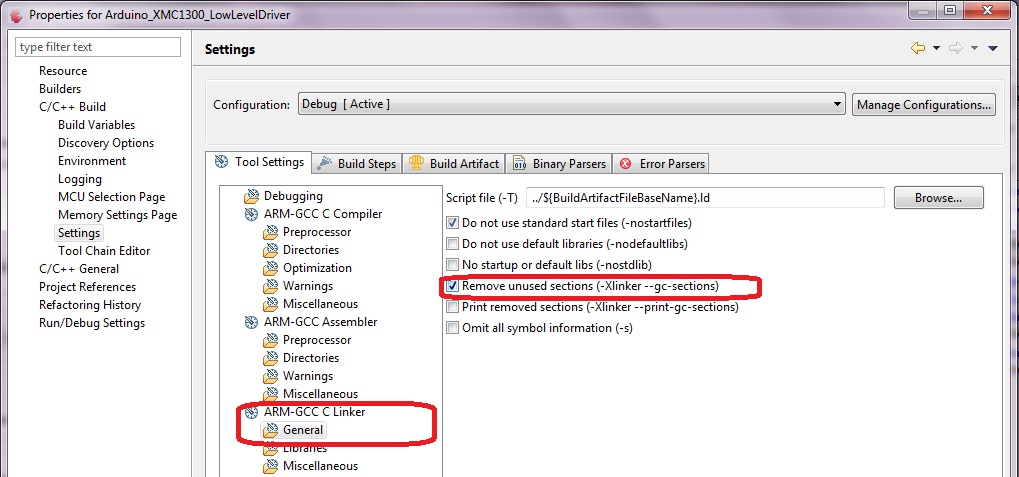 Properties for Arduino_XMC1300_LowLevelDriver
type filter text
Settings
Resource
Builders
C/C++ Build
Build Variables
Discovery Options
Environment
Logging
MCU Selection Page
Memory Settings Page
Settings
Tool Chain Editor
C/C++ General
Project References
Refactoring History
Run/Debug Settings
Configuration: Debug [ Active ] Manage Configurations...
Tool Settings Build Steps Build Artifact Binary Parsers Error Parsers
Debugging
ARM-GCC C Compiler
Preprocessor
Directories
Optimization
Warnings
Miscellaneous
ARM-GCC Assembler
Preprocessor
Directories
Warnings
Miscellaneous
ARM-GCC C Linker
General
Libraries
Miscellaneous
Script file (-T) ../${BuildArtifactFileBaseName}.ld Browse...
Do not use standard start files (-nostartfiles)
Do not use default libraries (-nodefaultlibs)
No startup or default libs (-nostdlib)
Remove unused sections (-Xlinker --gc-sections)
Print removed sections (-Xlinker --print-gc-sections)
Omit all symbol information (-s)